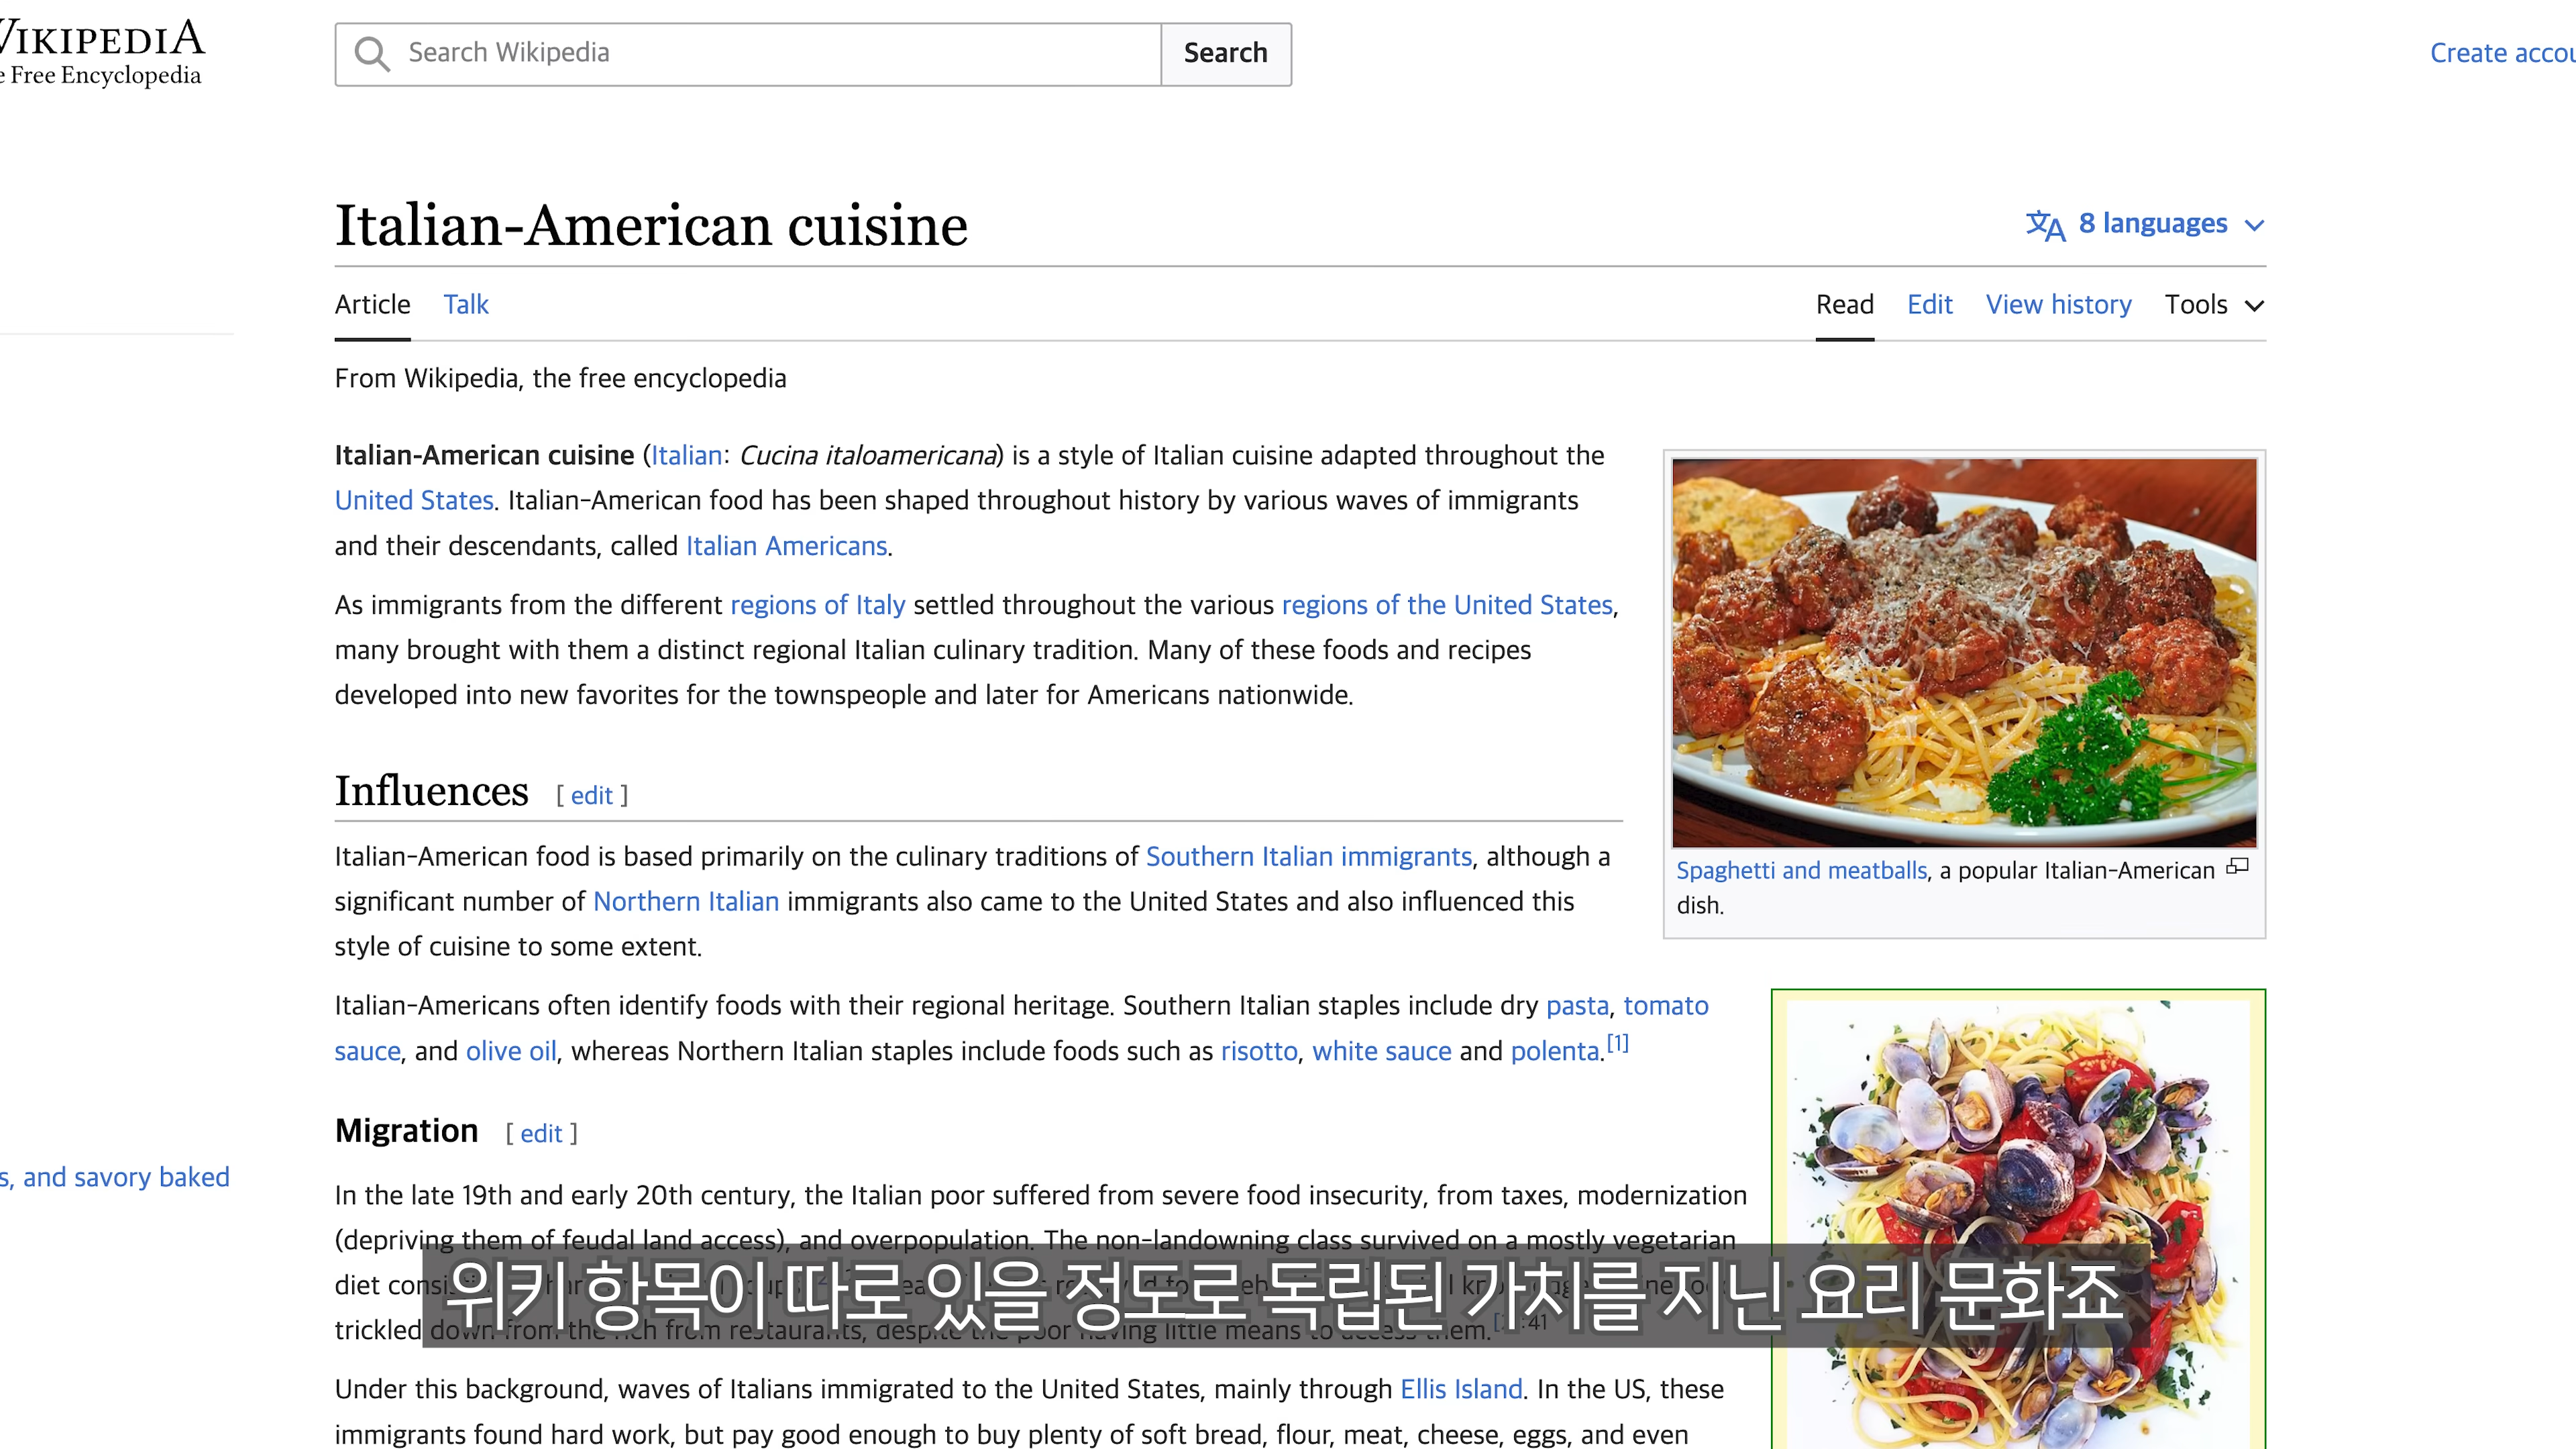 WIKIPEDIA
Free Encyclopedia
Search Wikipedia
Search
Create
Italian-American cuisine
8 languages
Article Talk
Read Edit View history Tools
From Wikipedia, the free encyclopedia
Italian-American cuisine (Italian: Cucina italoamericana) is a style of Italian cuisine adapted throughout the
United States. Italian-American food has been shaped throughout history by various waves of immigrants
and their descendants, called Italian Americans.
As immigrants from the different regions of Italy settled throughout the various regions of the United States,
many brought with them a distinct regional Italian culinary tradition. Many of these foods and recipes
developed into new favorites for the townspeople and later for Americans nationwide.
Spaghetti and meatballs, a popular Italian-American
dish.
Influences [ edit ]
Italian-American food is based primarily on the culinary traditions of Southern Italian immigrants, although a
significant number of Northern Italian immigrants also came to the United States and also influenced this
style of cuisine to some extent.
Italian-Americans often identify foods with their regional heritage. Southern Italian staples include dry pasta, tomato
sauce, and olive oil, whereas Northern Italian staples include foods such as risotto, white sauce and polenta.[1]
Migration [ edit ]
s, and savory baked
In the late 19th and early 20th century, the Italian poor suffered from severe food insecurity, from taxes, modernization
(depriving them of feudal land access), and overpopulation. The non-landowning class survived on a mostly vegetarian
diet
위키 항목이 따로 있을 정도로 독립된 가치를 지닌 요리 문화죠
trickled down from the rich from restaurants, despite the poor having little means to access them.
Under this background, waves of Italians immigrated to the United States, mainly through Ellis Island. In the US, these
immigrants found hard work, but pay good enough to buy plenty of soft bread, flour, meat, cheese, eggs, and even